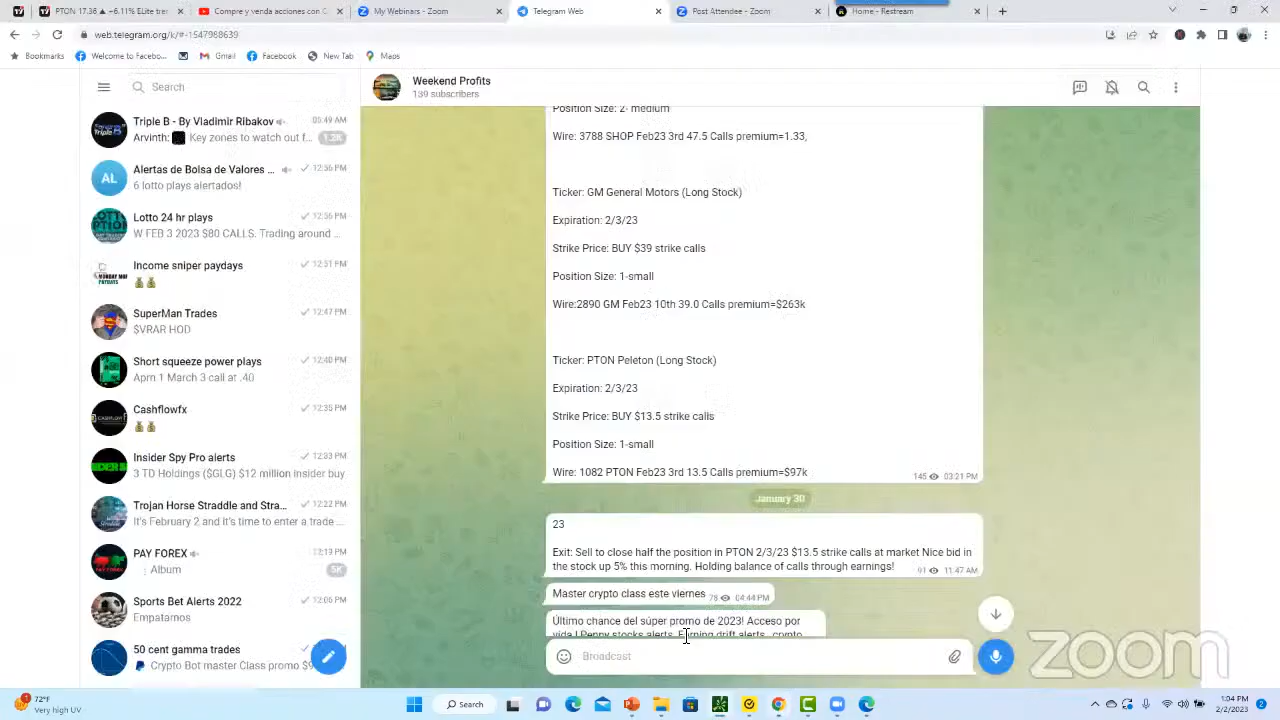 PTON 17.38 ▲ +6.11% Elite tier
Compre y venda acciones con C
My Webinars - Zoom
Telegram Web
Post Attendee - Zoom
Home - Restream
web.telegram.org/k/#-1547988639
Bookmarks
Welcome to Facebo...
Gmail
Facebook
New Tab
Maps
Search
Triple B - By Vladimir Ribakov
Arvinth: Key zones to watch out f...
1.2K
Alertas de Bolsa de Valores ...
12:56 PM
6 lotto plays alertados!
Lotto 24 hr plays
12:56 PM
W FEB 3 2023 $80 CALLS. Trading around ...
Income sniper paydays
12:51 PM
SuperMan Trades
12:47 PM
$VRAR HOD
Short squeeze power plays
12:40 PM
Aprn 1 March 3 call at .40
Cashflowfx
12:35 PM
Insider Spy Pro alerts
12:33 PM
3 TD Holdings ($GLG) $12 million insider buy
Trojan Horse Straddle and Stra...
12:22 PM
It's February 2 and it's time to enter a trade ...
PAY FOREX
12:19 PM
Album
5K
Sports Bet Alerts 2022
12:06 PM
Empatamos
50 cent gamma trades
Crypto Bot master Class promo $9
Weekend Profits
139 subscribers
Position Size: 2- medium
Wire: 3788 SHOP Feb23 3rd 47.5 Calls premium=1.33,
Ticker: GM General Motors (Long Stock)
Expiration: 2/3/23
Strike Price: BUY $39 strike calls
Position Size: 1-small
Wire:2890 GM Feb23 10th 39.0 Calls premium=$263k
Ticker: PTON Peleton (Long Stock)
Expiration: 2/3/23
Strike Price: BUY $13.5 strike calls
Position Size: 1-small
Wire: 1082 PTON Feb23 3rd 13.5 Calls premium=$97k
145 03:21 PM
January 30
23
Exit: Sell to close half the position in PTON 2/3/23 $13.5 strike calls at market Nice bid in
the stock up 5% this morning. Holding balance of calls through earnings!
91 11:47 AM
Master crypto class este viernes
78 04:44 PM
Último chance del súper promo de 2023! Acceso por
vida ! Penny stocks alerts, Erning drift alerts, crypto
Broadcast
zoom
72°F
Very high UV
Search
1:04 PM
2/2/2023